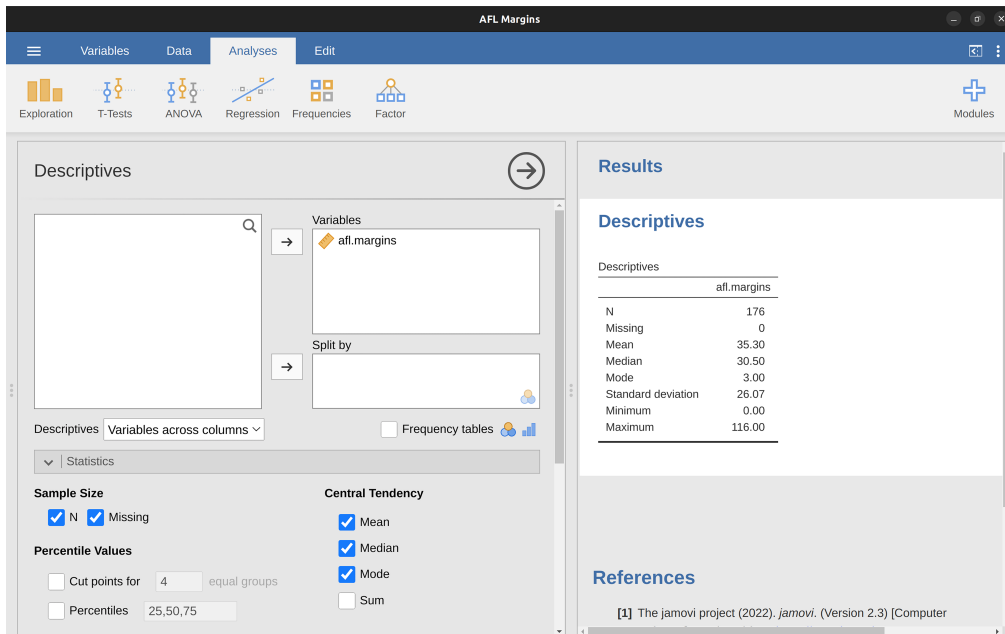 AFL Margins
Variables Data Analyses Edit
Exploration T-Tests ANOVA Regression Frequencies Factor Modules
Descriptives
Variables
afl.margins
Split by
Descriptives Variables across columns Frequency tables
Statistics
Sample Size
N Missing
Percentile Values
Cut points for 4 equal groups
Percentiles 25,50,75
Central Tendency
Mean
Median
Mode
Sum
Results
Descriptives
Descriptives
afl.margins
N 176
Missing 0
Mean 35.30
Median 30.50
Mode 3.00
Standard deviation 26.07
Minimum 0.00
Maximum 116.00
References
[1] The jamovi project (2022). jamovi. (Version 2.3) [Computer